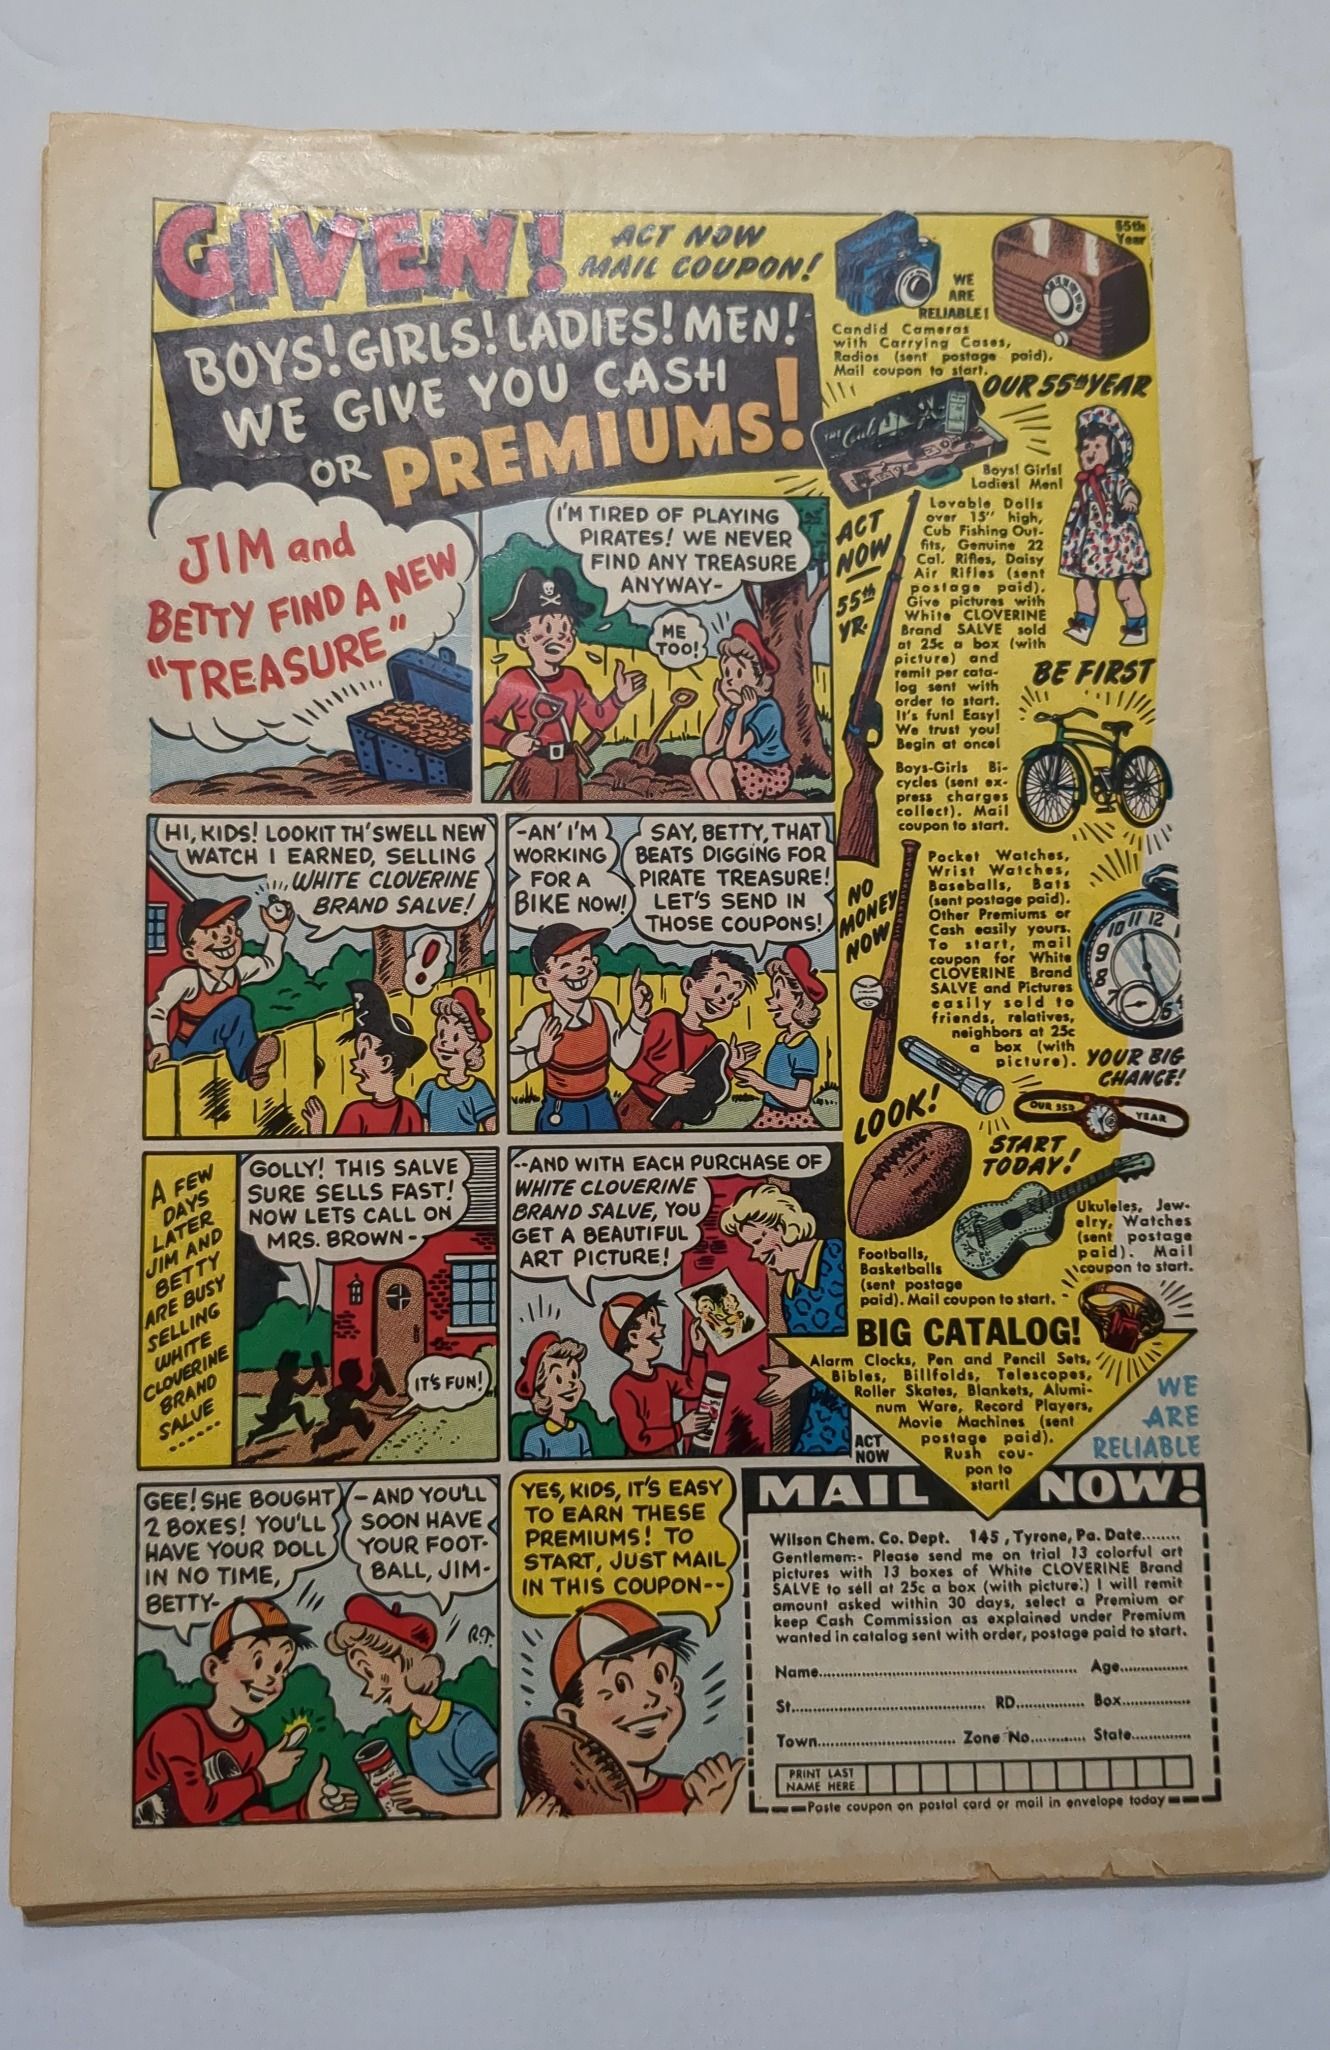 GIVEN!
ACT NOW
MAIL COUPON!
BOYS! GIRLS! LADIES! MEN!
WE GIVE YOU CASH
OR PREMIUMS!
WE
ARE
RELIABLE!
55th
Year
Candid Cameras
with Carrying Cases,
Radios (sent postage paid).
Mail coupon to start.
OUR 55th YEAR
THE Cub
Boys! Girls!
Ladies! Men!
ACT
NOW
55th
YR.
Lovable Dolls
over 15" high,
Cub Fishing Out-
fits, Genuine 22
Cal. Rifles, Daisy
Air Rifles (sent
postage paid).
Give pictures with
White CLOVERINE
Brand SALVE sold
at 25c a box (with
picture) and
remit per cata-
log sent with
order to start.
It's fun! Easy!
We trust you!
Begin at once!
BE FIRST
Boys-Girls Bi-
cycles (sent ex-
press charges
collect). Mail
coupon to start.
NO
MONEY
NOW
Pocket Watches,
Wrist Watches,
Baseballs, Bats
(sent postage paid).
Other Premiums or
Cash easily yours.
To start, mail
coupon for White
CLOVERINE Brand
SALVE and Pictures
easily sold to
friends, relatives,
neighbors at 25c
a box (with
picture).
10 11 12
9
8
7
6
YOUR BIG
CHANGE!
LOOK!
YEAR
START
TODAY!
Ukuleles, Jew-
elry, Watches
(sent postage
paid). Mail
coupon to start.
Footballs,
Basketballs
(sent postage
paid). Mail coupon to start.
BIG CATALOG!
Alarm Clocks, Pen and Pencil Sets,
Bibles, Billfolds, Telescopes,
Roller Skates, Blankets, Alumi-
num Ware, Record Players,
Movie Machines (sent
postage paid).
Rush cou-
pon to
start!
WE
ARE
RELIABLE
ACT
NOW
JIM and
BETTY FIND A NEW
"TREASURE"
I'M TIRED OF PLAYING
PIRATES! WE NEVER
FIND ANY TREASURE
ANYWAY-
ME
TOO!
HI, KIDS! LOOKIT TH' SWELL NEW
WATCH I EARNED, SELLING
WHITE CLOVERINE
BRAND SALVE!
!
-AN' I'M
WORKING
FOR A
BIKE NOW!
SAY, BETTY, THAT
BEATS DIGGING FOR
PIRATE TREASURE!
LET'S SEND IN
THOSE COUPONS!
A FEW
DAYS
LATER
JIM AND
BETTY
ARE BUSY
SELLING
WHITE
CLOVERINE
BRAND
SALVE
......
GOLLY! THIS SALVE
SURE SELLS FAST!
NOW LETS CALL ON
MRS. BROWN-
IT'S FUN!
--AND WITH EACH PURCHASE OF
WHITE CLOVERINE
BRAND SALVE, YOU
GET A BEAUTIFUL
ART PICTURE!
GEE! SHE BOUGHT
2 BOXES! YOU'LL
HAVE YOUR DOLL
IN NO TIME,
BETTY-
-AND YOU'LL
SOON HAVE
YOUR FOOT-
BALL, JIM-
R.T.
YES, KIDS, IT'S EASY
TO EARN THESE
PREMIUMS! TO
START, JUST MAIL
IN THIS COUPON--
MAIL NOW!
Wilson Chem. Co. Dept. 145, Tyrone, Pa. Date........
Gentlemen:- Please send me on trial 13 colorful art
pictures with 13 boxes of White CLOVERINE Brand
SALVE to sell at 25c a box (with picture.) I will remit
amount asked within 30 days, select a Premium or
keep Cash Commission as explained under Premium
wanted in catalog sent with order, postage paid to start.
Name.................................................. Age..............
St........................................ RD.............. Box..............
Town............................ Zone No............ State............
PRINT LAST
NAME HERE
Paste coupon on postal card or mail in envelope today